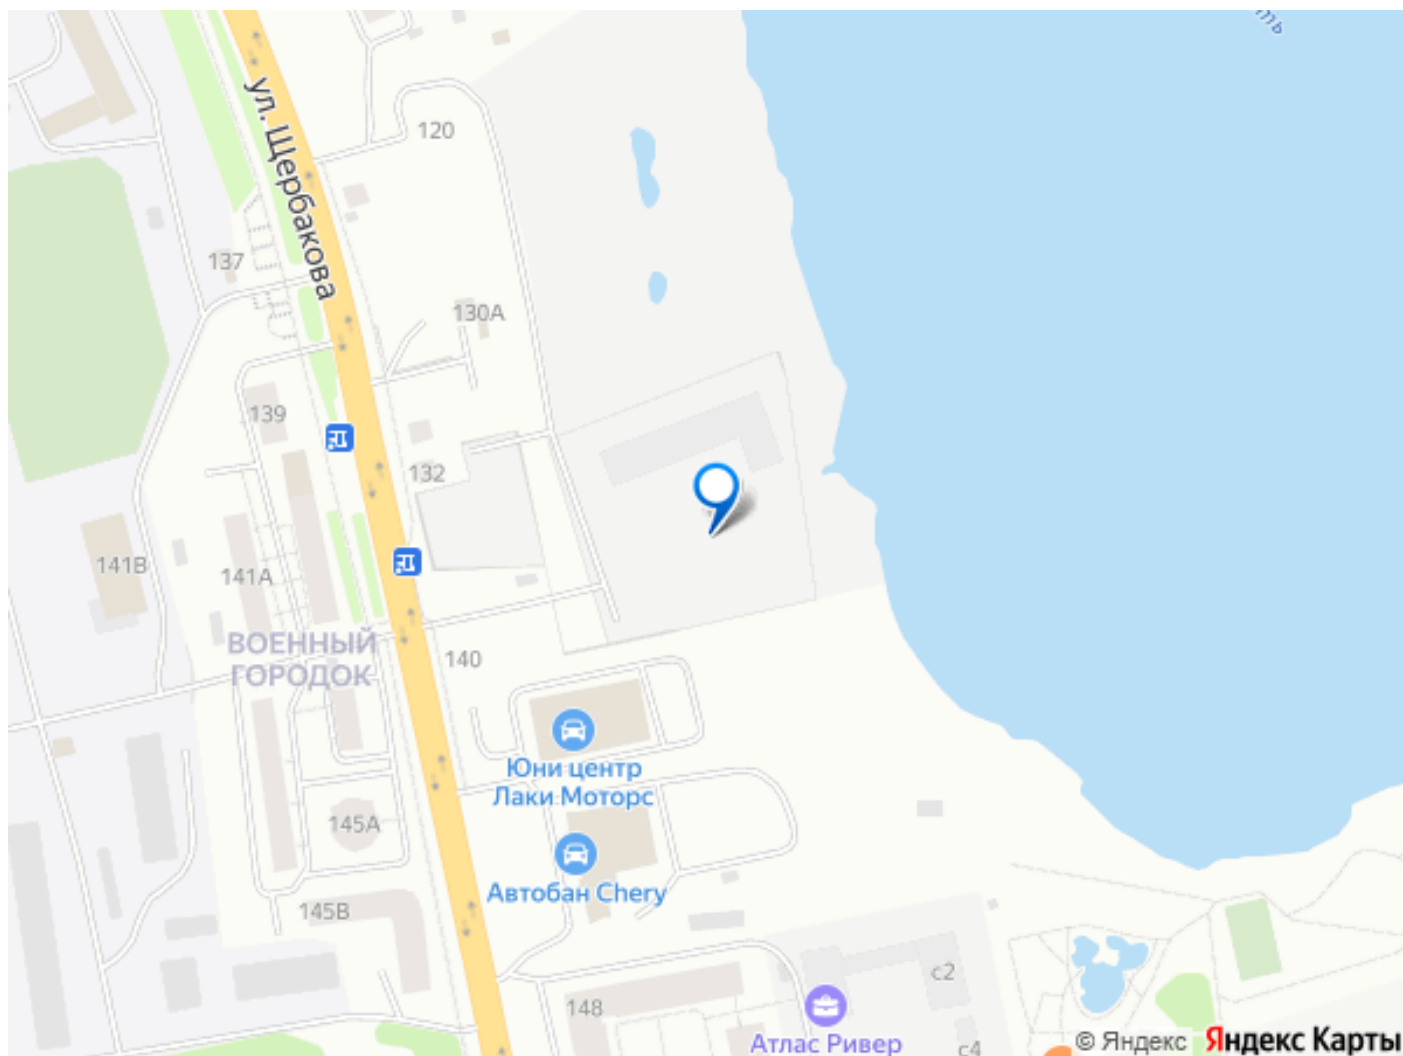 ть
ул. Щербакова
120
137
130А
139
132
141В
141А
ВОЕННЫЙ
ГОРОДОК
140
Юни центр
Лаки Моторс
145А
Автобан Chery
145В
с2
148
Атлас Ривер
с4
© Яндекс Яндекс Карты